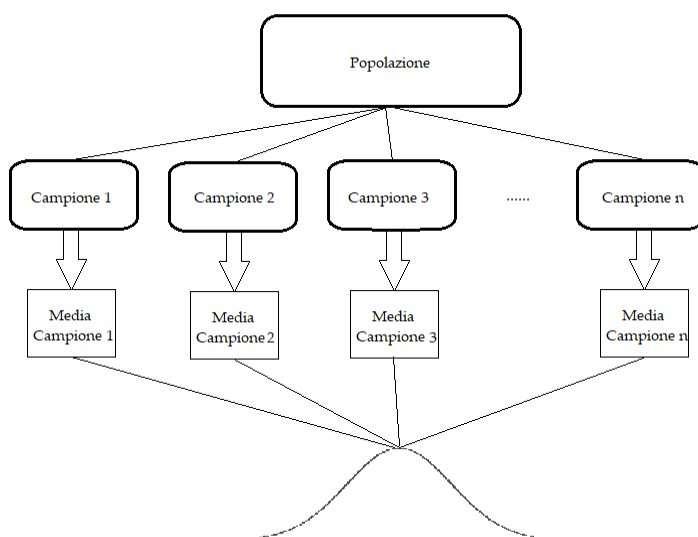 Popolazione
Campione 1
Campione 2
Campione 3
......
Campione n
Media
Campione 1
Media
Campione 2
Media
Campione 3
Media
Campione n